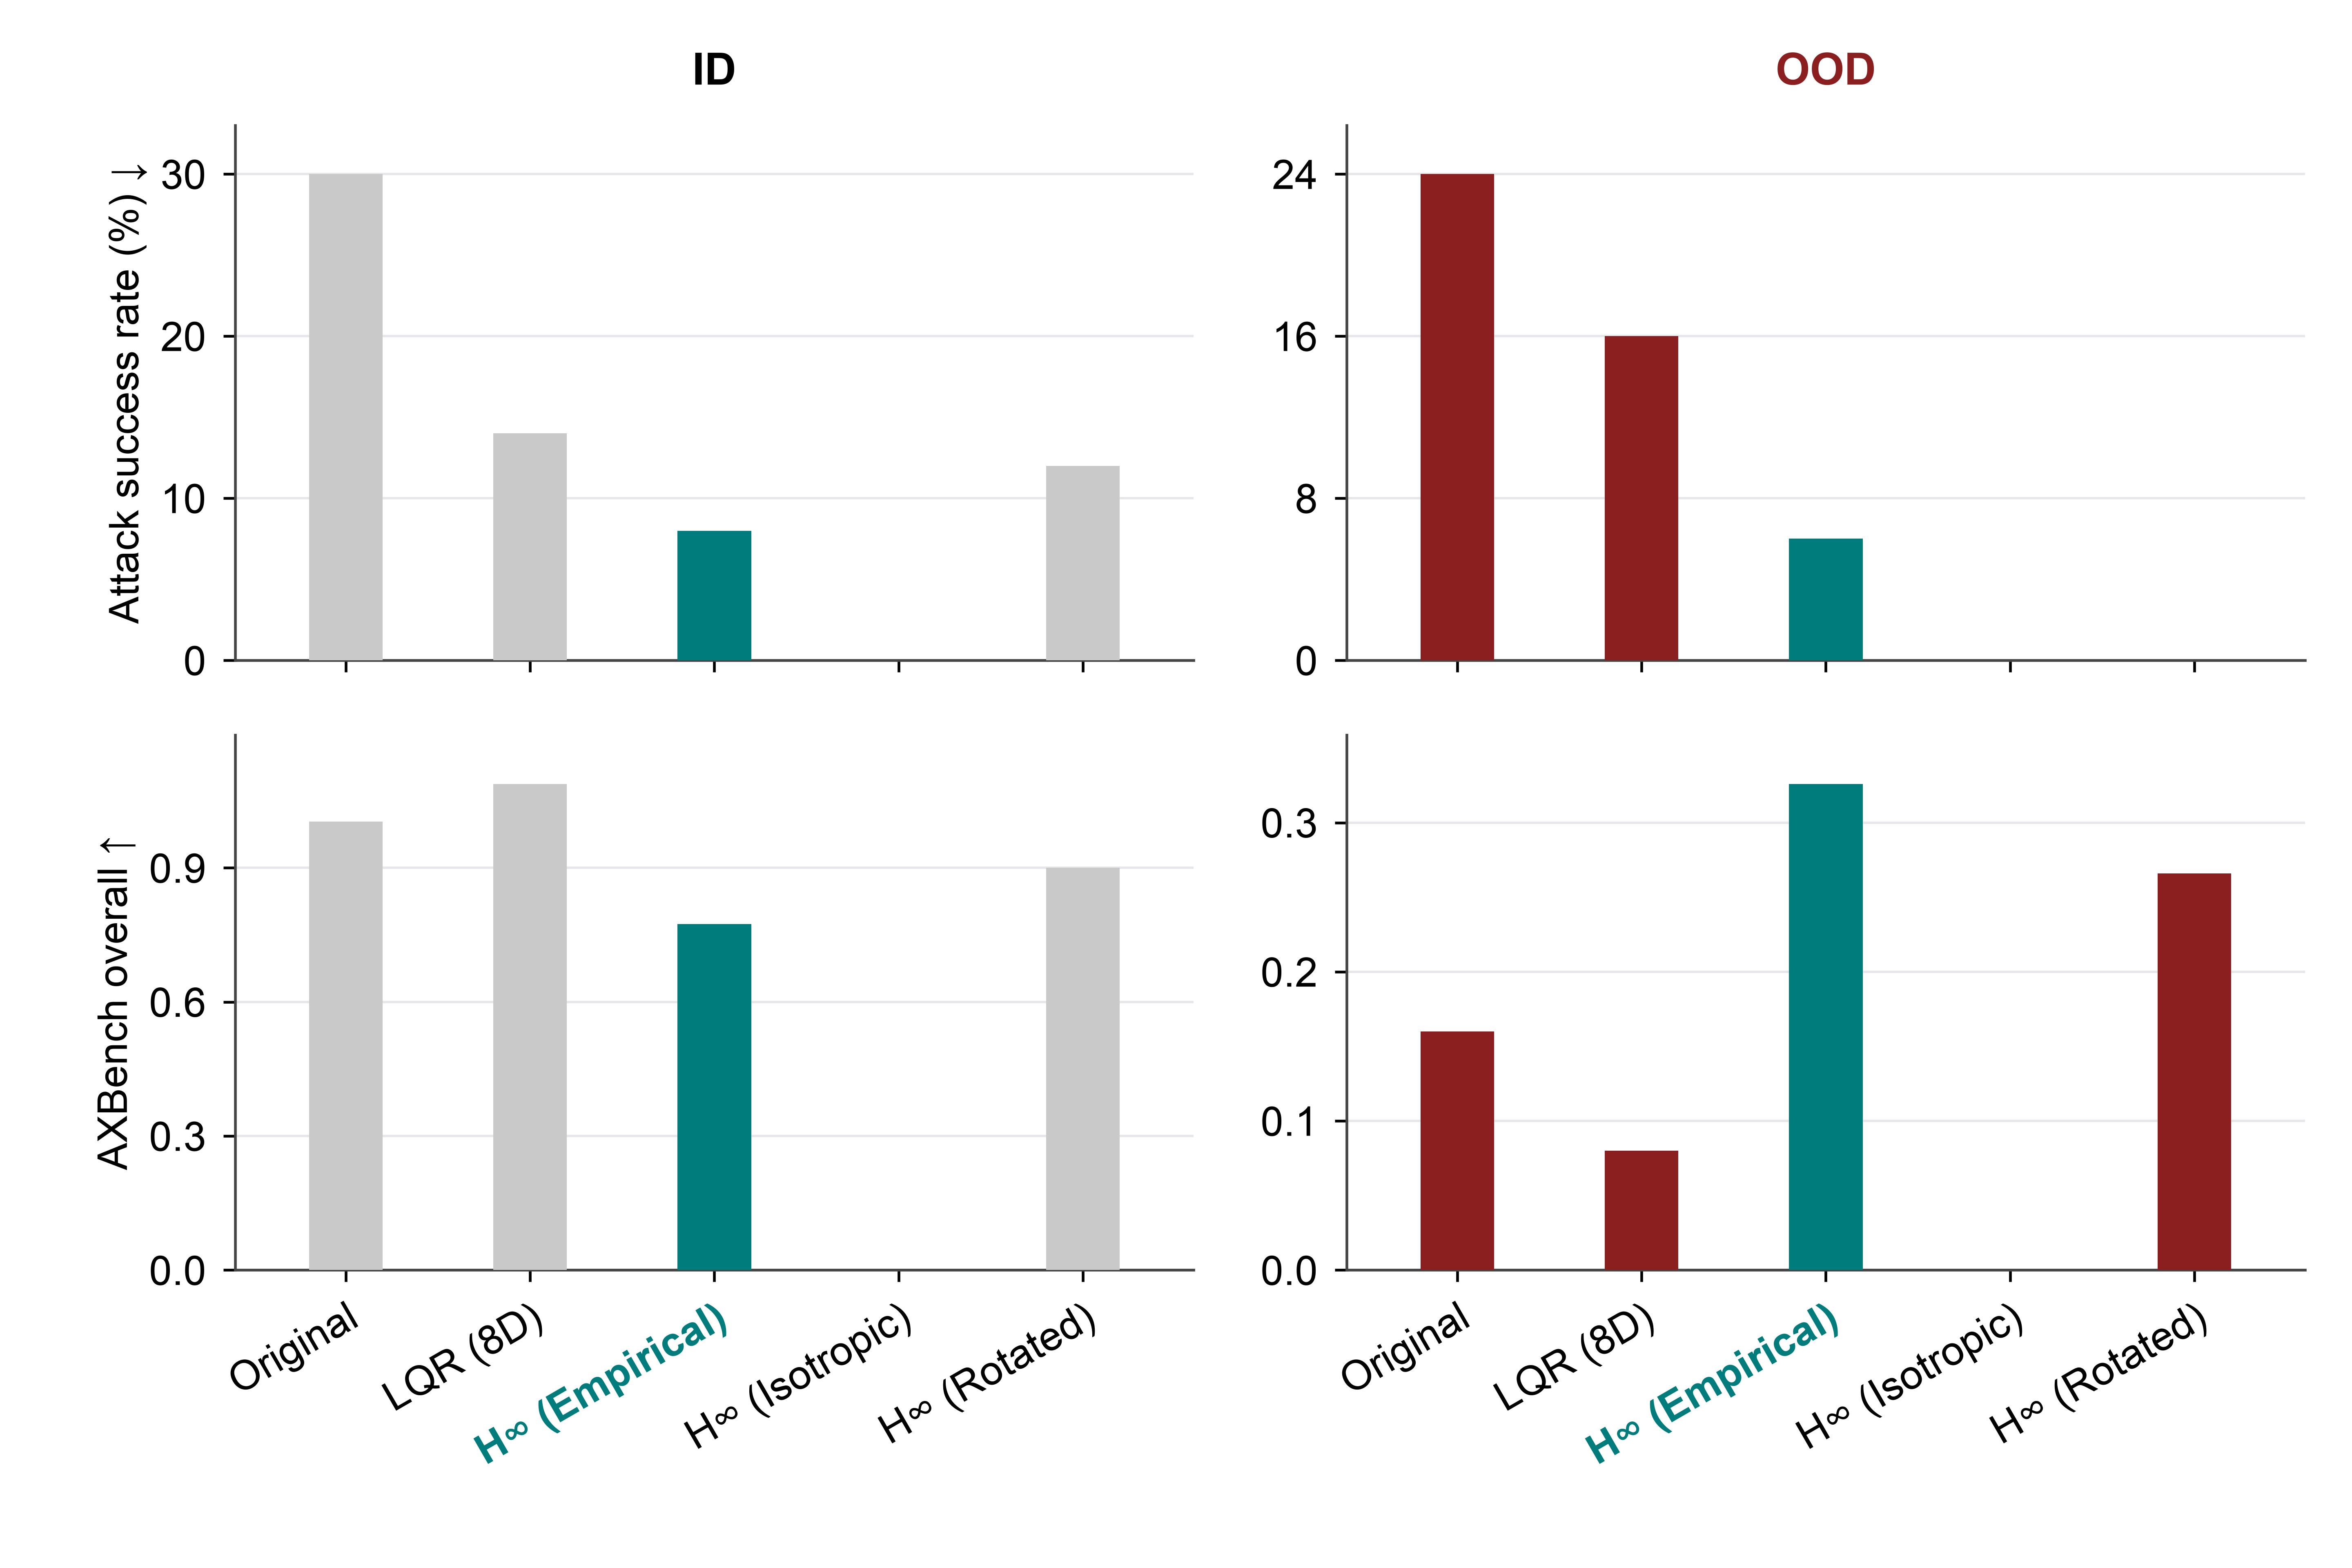 ID
OOD
Attack success rate (%) ↓
30
20
10
0
24
16
8
0
AXBench overall ↑
0.9
0.6
0.3
0.0
0.3
0.2
0.1
0.0
Original
LQR (8D)
H∞ (Empirical)
H∞ (Isotropic)
H∞ (Rotated)
Original
LQR (8D)
H∞ (Empirical)
H∞ (Isotropic)
H∞ (Rotated)